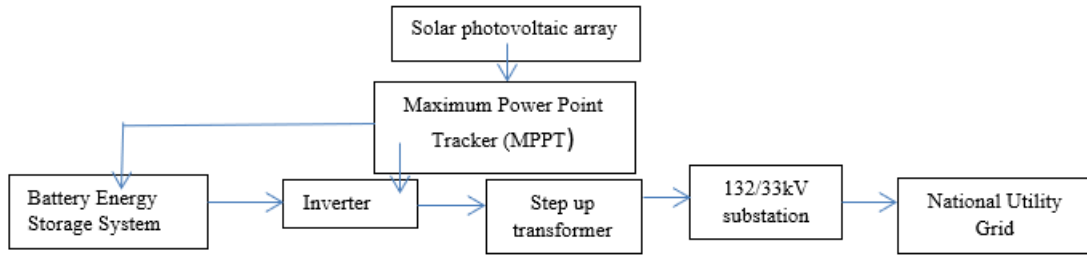 Solar photovoltaic array
Maximum Power Point
Tracker (MPPT)
Battery Energy
Storage System
Inverter
Step up
transformer
132/33kV
substation
National Utility
Grid